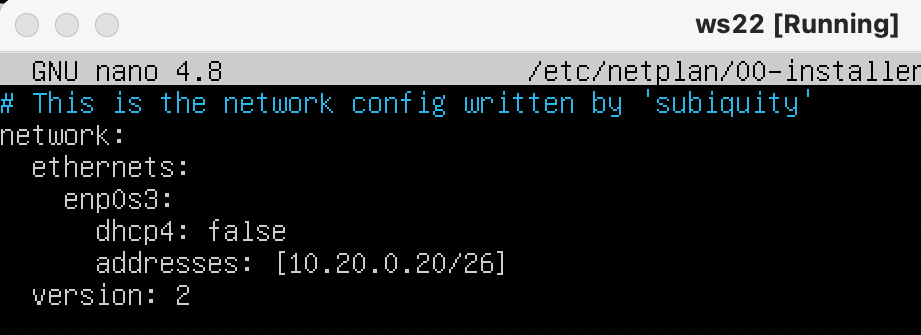 ws22 [Running]
GNU nano 4.8 /etc/netplan/00-installer
# This is the network config written by 'subiquity'
network:
  ethernets:
    enp0s3:
      dhcp4: false
      addresses: [10.20.0.20/26]
  version: 2